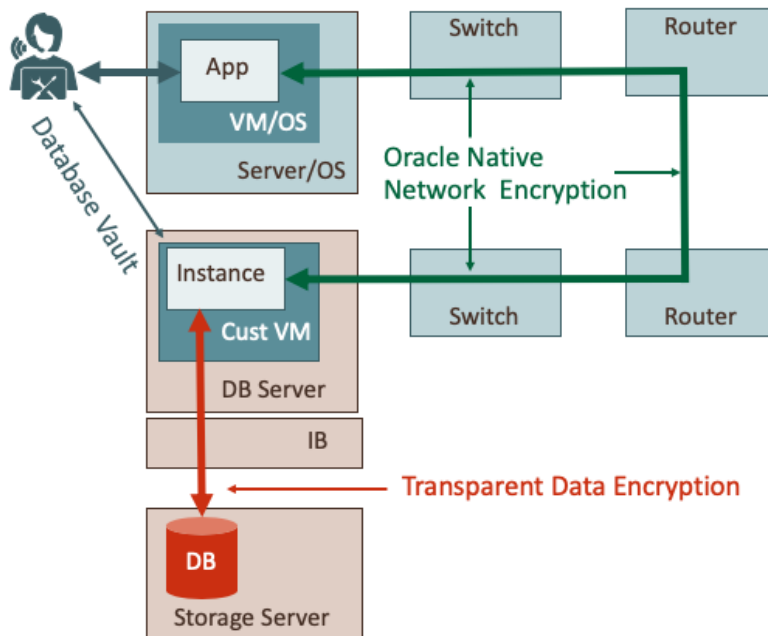 Switch
Router
App
VM/OS
Server/OS
Oracle Native
Network Encryption
Database Vault
Instance
Cust VM
DB Server
Switch
Router
IB
Transparent Data Encryption
DB
Storage Server